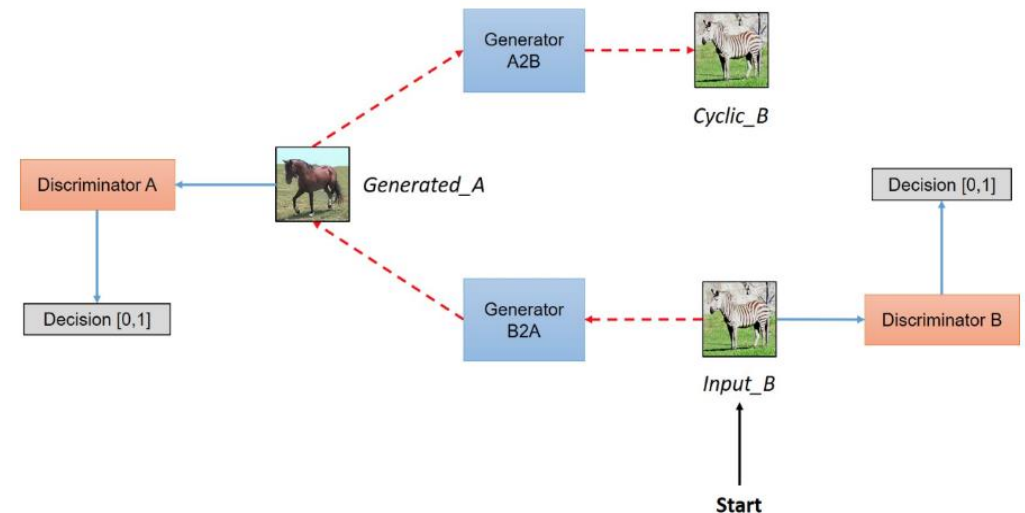 Generator
A2B
Cyclic_B
Discriminator A
Generated_A
Decision [0,1]
Decision [0,1]
Generator
B2A
Discriminator B
Input_B
Start